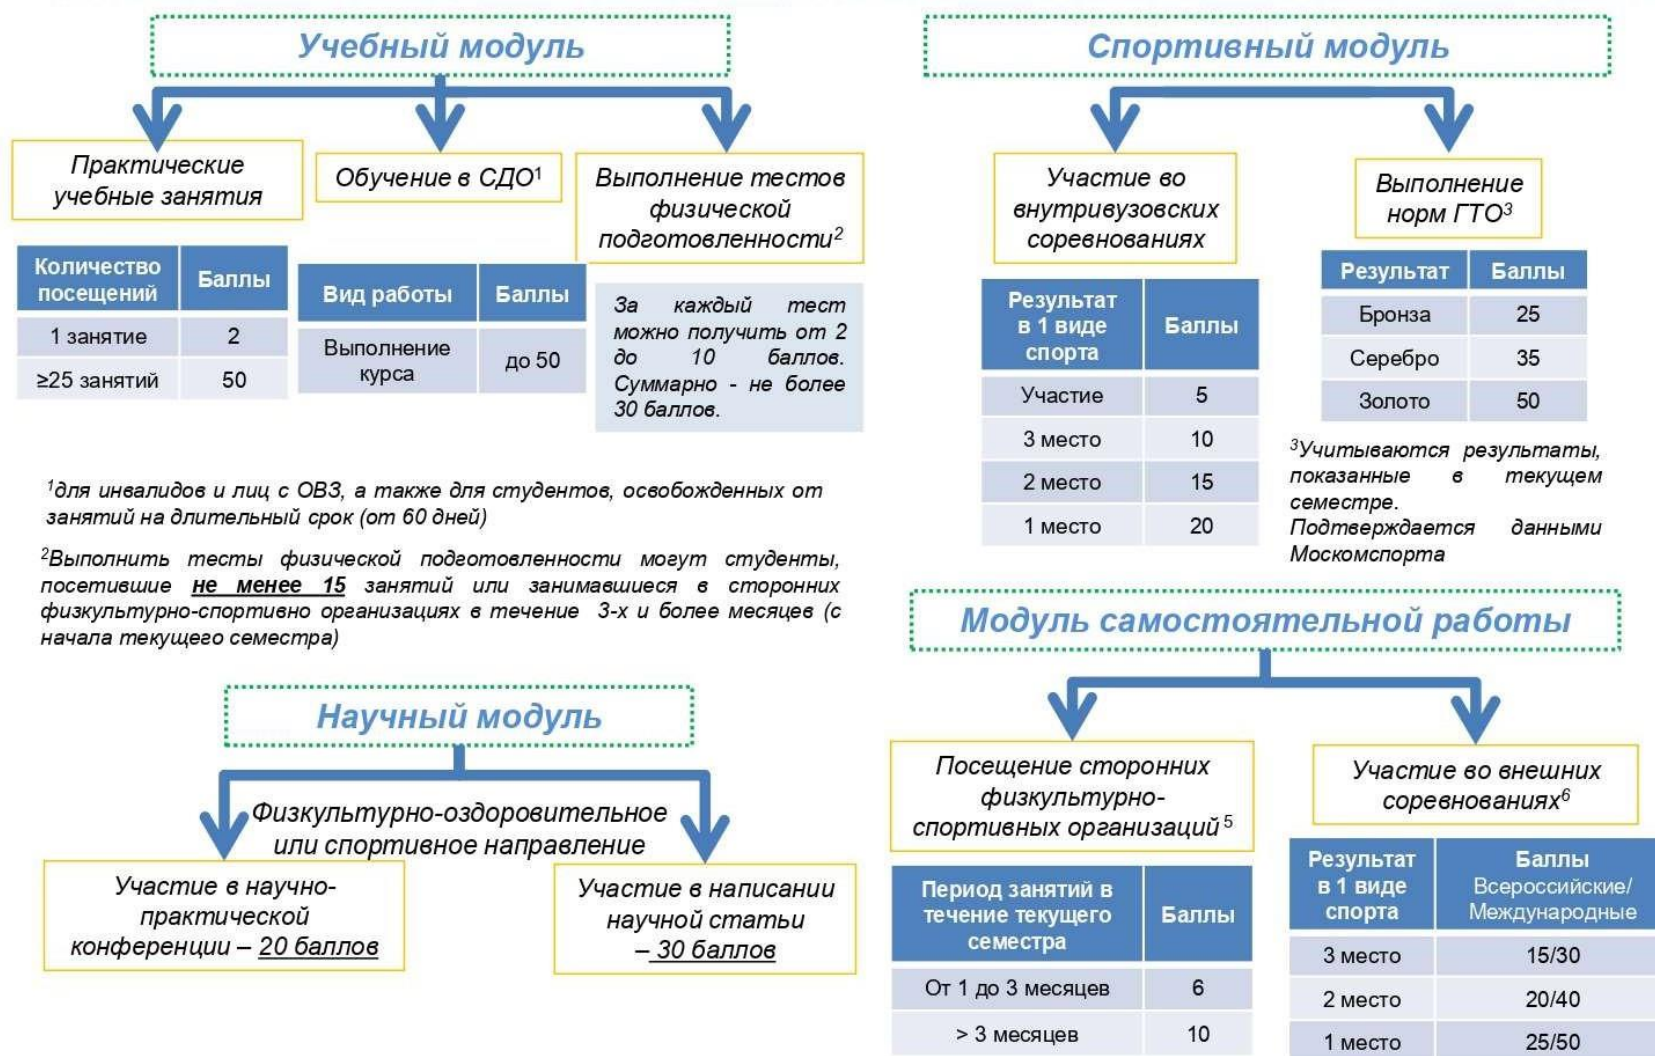 Учебный модуль
Практические
учебные занятия
Обучение в СДО¹
Выполнение тестов
физической
подготовленности²
Количество
посещений
Баллы
1 занятие
2
≥25 занятий
50
Вид работы
Баллы
Выполнение
курса
до 50
За каждый тест
можно получить от 2
до 10 баллов.
Суммарно - не более
30 баллов.
¹для инвалидов и лиц с ОВЗ, а также для студентов, освобожденных от
занятий на длительный срок (от 60 дней)
²Выполнить тесты физической подготовленности могут студенты,
посетившие не менее 15 занятий или занимавшиеся в сторонних
физкультурно-спортивно организациях в течение 3-х и более месяцев (с
начала текущего семестра)
Спортивный модуль
Участие во
внутривузовских
соревнованиях
Выполнение
норм ГТО³
Результат
в 1 виде
спорта
Баллы
Участие
5
3 место
10
2 место
15
1 место
20
Результат
Баллы
Бронза
25
Серебро
35
Золото
50
³Учитываются результаты,
показанные в текущем
семестре.
Подтверждается данными
Москомспорта
Научный модуль
Физкультурно-оздоровительное
или спортивное направление
Участие в научно-
практической
конференции – 20 баллов
Участие в написании
научной статьи
– 30 баллов
Модуль самостоятельной работы
Посещение сторонних
физкультурно-
спортивных организаций ⁵
Участие во внешних
соревнованиях⁶
Период занятий в
течение текущего
семестра
Баллы
От 1 до 3 месяцев
6
> 3 месяцев
10
Результат
в 1 виде
спорта
Баллы
Всероссийские/
Международные
3 место
15/30
2 место
20/40
1 место
25/50